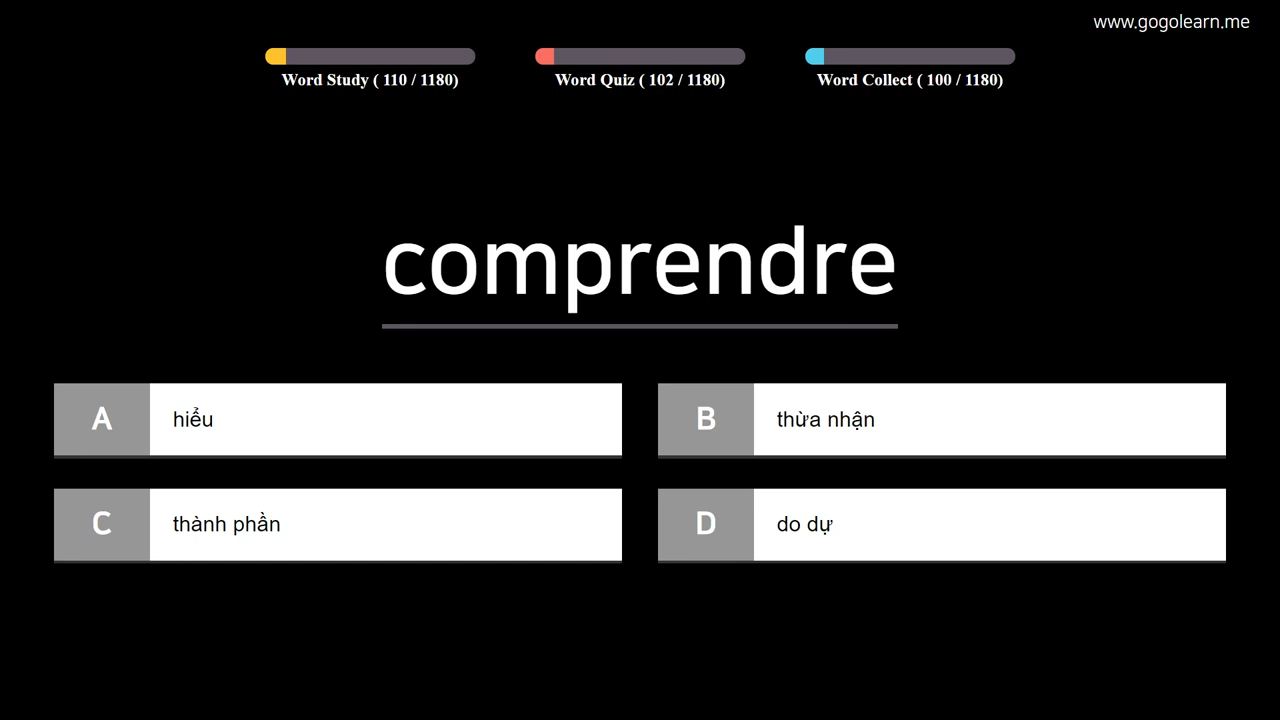 www.gogolearn.me
Word Study ( 110 / 1180)
Word Quiz ( 102 / 1180)
Word Collect ( 100 / 1180)
comprendre
A hiểu
B thừa nhận
C thành phần
D do dự